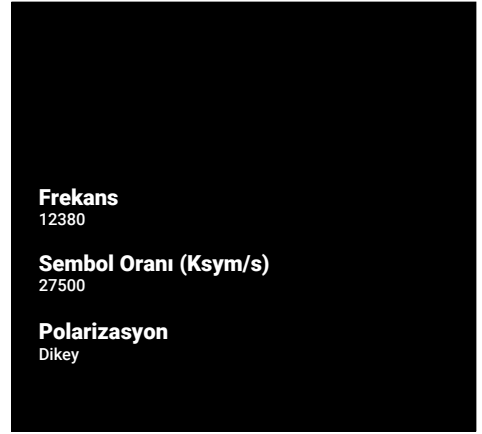 Frekans
12380
Sembol Oranı (Ksym/s)
27500
Polarizasyon
Dikey